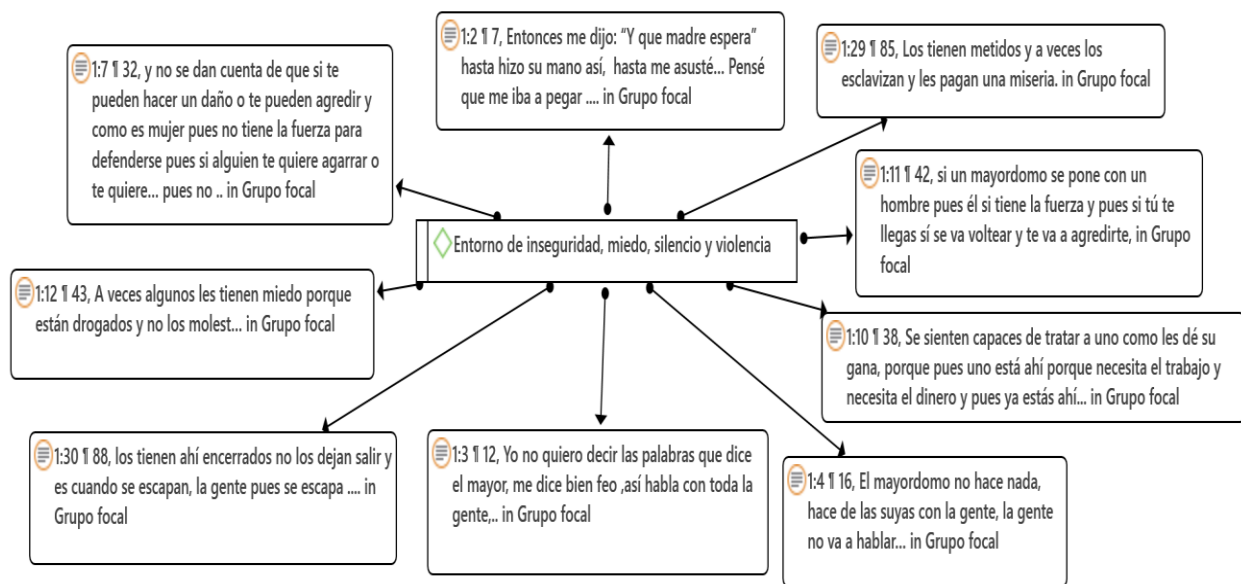 1:2 ¶ 7, Entonces me dijo: “Y que madre espera”
hasta hizo su mano así, hasta me asusté... Pensé
que me iba a pegar .... in Grupo focal
1:29 ¶ 85, Los tienen metidos y a veces los
esclavizan y les pagan una miseria. in Grupo
focal
1:7 ¶ 32, y no se dan cuenta de que si te
pueden hacer un daño o te pueden agredir y
como es mujer pues no tiene la fuerza para
defenderse pues si alguien te quiere agarrar o
te quiere... pues no .. in Grupo focal
1:11 ¶ 42, si un mayordomo se pone con un
hombre pues él si tiene la fuerza y pues si tú te
llegas sí se va voltear y te va a agredirte, in Grupo
focal
Entorno de inseguridad, miedo, silencio y violencia
1:12 ¶ 43, A veces algunos les tienen miedo porque
están drogados y no los molest... in Grupo focal
1:10 ¶ 38, Se sienten capaces de tratar a uno como les dé su
gana, porque pues uno está ahí porque necesita el trabajo y
necesita el dinero y pues ya estás ahí... in Grupo focal
1:30 ¶ 88, los tienen ahí encerrados no los dejan salir y
es cuando se escapan, la gente pues se escapa .... in
Grupo focal
1:3 ¶ 12, Yo no quiero decir las palabras que dice
el mayor, me dice bien feo ,así habla con toda la
gente,.. in Grupo focal
1:4 ¶ 16, El mayordomo no hace nada,
hace de las suyas con la gente, la gente
no va a hablar... in Grupo focal